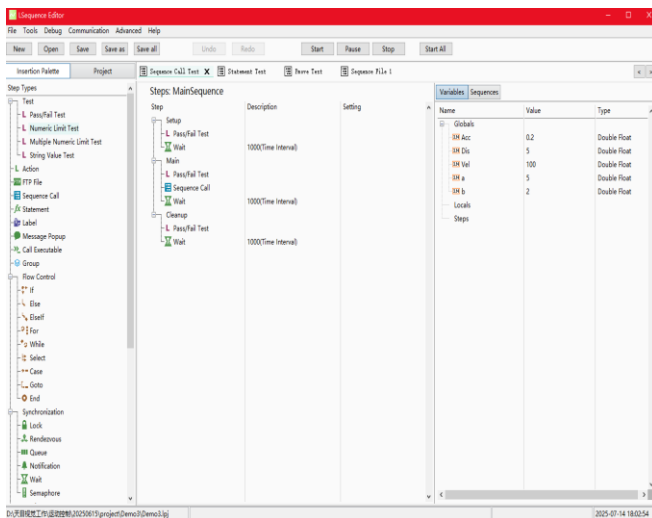 LSequence Editor
File Tools Debug Communication Advanced Help
New Open Save Save as Save all Undo Redo Start Pause Stop Start All
Insertion Palette Project
Sequence Call Test X Statement Test Pmove Test Sequence File 1
Step Types
Test
Pass/Fail Test
Numeric Limit Test
Multiple Numeric Limit Test
String Value Test
Action
FTP File
Sequence Call
Statement
Label
Message Popup
Call Executable
Group
Flow Control
If
Else
ElseIf
For
While
Select
Case
Goto
End
Synchronization
Lock
Rendezvous
Queue
Notification
Wait
Semaphore
Steps: MainSequence
Step Description Setting
Setup
Pass/Fail Test
Wait 1000(Time Interval)
Main
Pass/Fail Test
Sequence Call
Wait 1000(Time Interval)
Cleanup
Pass/Fail Test
Wait 1000(Time Interval)
Variables Sequences
Name Value Type
Globals
Acc 0.2 Double Float
Dis 5 Double Float
Vel 100 Double Float
a 5 Double Float
b 2 Double Float
Locals
Steps
2025-07-14 18:02:54